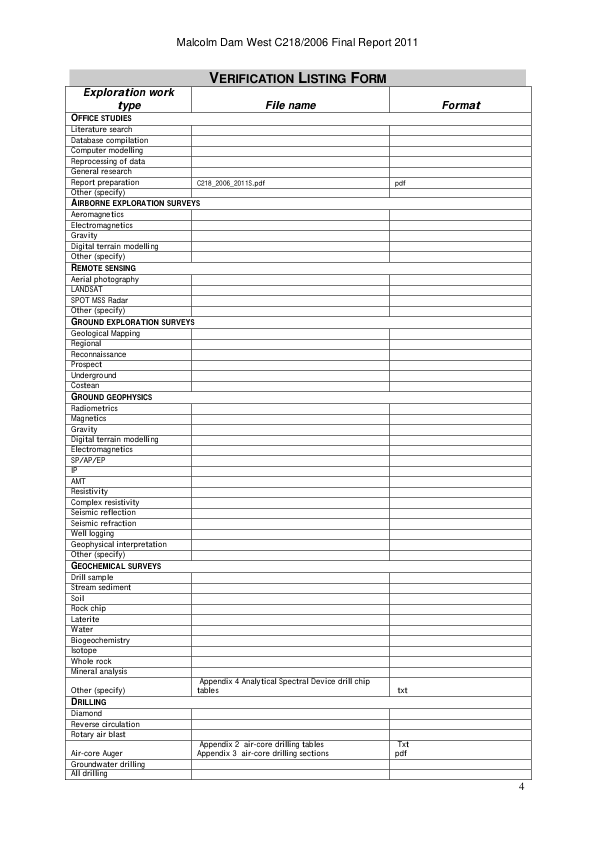 Malcolm Dam West C218/2006 Final Report 2011
VERIFICATION LISTING FORM
Exploration work
type File name Format
OFFICE STUDIES
Literature search
Database compilation
Computer modelling
Reprocessing of data
General research
Report preparation C218_2006_2011S.pdf pdf
Other (specify)
AIRBORNE EXPLORATION SURVEYS
Aeromagnetics
Electromagnetics
Gravity
Digital terrain modelling
Other (specify)
REMOTE SENSING
Aerial photography
LANDSAT
SPOT MSS Radar
Other (specify)
GROUND EXPLORATION SURVEYS
Geological Mapping
Regional
Reconnaissance
Prospect
Underground
Costean
GROUND GEOPHYSICS
Radiometrics
Magnetics
Gravity
Digital terrain modelling
Electromagnetics
SP/AP/EP
IP
AMT
Resistivity
Complex resistivity
Seismic reflection
Seismic refraction
Well logging
Geophysical interpretation
Other (specify)
GEOCHEMICAL SURVEYS
Drill sample
Stream sediment
Soil
Rock chip
Laterite
Water
Biogeochemistry
Isotope
Whole rock
Mineral analysis
Appendix 4 Analytical Spectral Device drill chip
Other (specify) tables txt
DRILLING
Diamond
Reverse circulation
Rotary air blast
Appendix 2 air-core drilling tables Txt
Air-core Auger Appendix 3 air-core drilling sections pdf
Groundwater drilling
All drilling
4